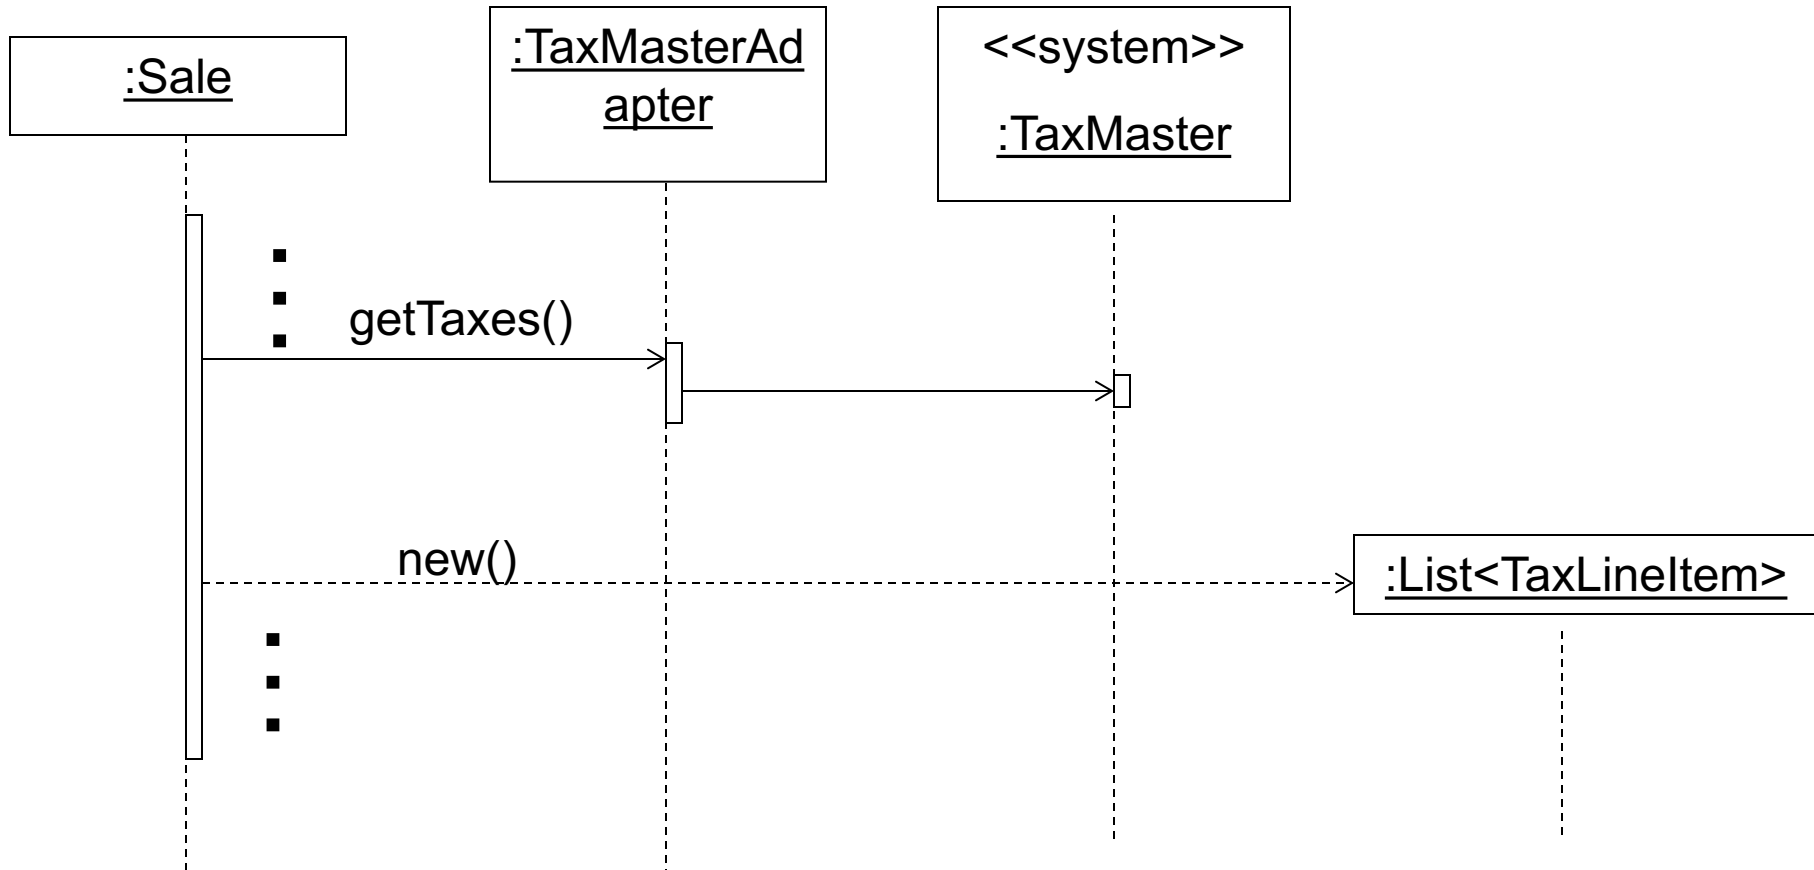 :Sale
:TaxMasterAd
apter
<<system>>
:TaxMaster
getTaxes()
new()
:List<TaxLineItem>